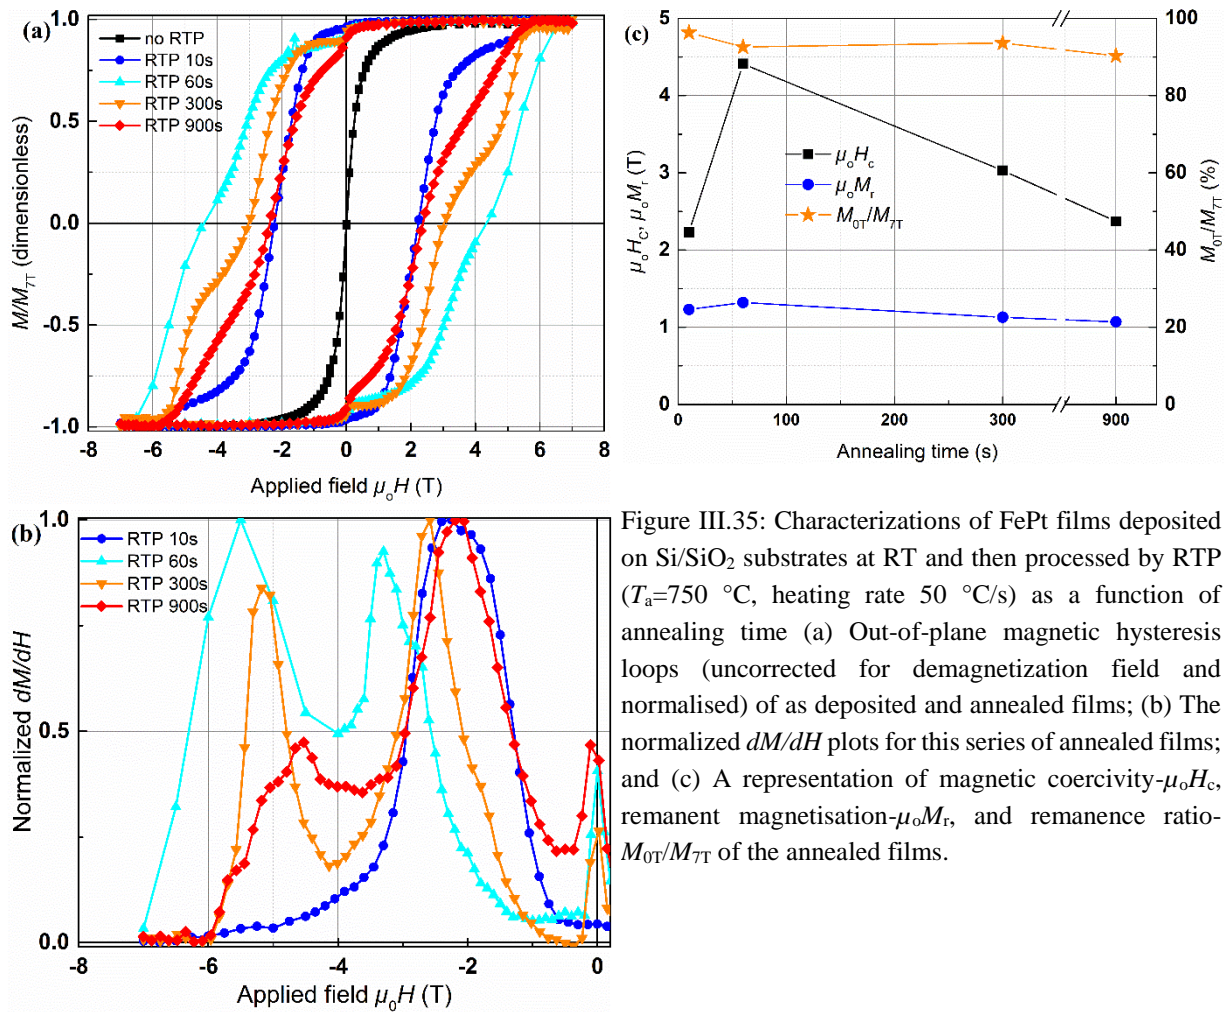 (a)
no RTP
RTP 10s
RTP 60s
RTP 300s
RTP 900s
1.0
0.5
0.0
-0.5
-1.0
M/M7T (dimensionless)
-8 -6 -4 -2 0 2 4 6 8
Applied field μoH (T)
(c)
5
4
3
2
1
0
μoHC, μoMr (T)
μoHc
μoMr
M0T/M7T
100
80
60
40
20
0
M0T/M7T (%)
0 100 200 300 900
Annealing time (s)
(b)
RTP 10s
RTP 60s
RTP 300s
RTP 900s
1.0
0.5
0.0
Normalized dM/dH
-8 -6 -4 -2 0
Applied field μ0H (T)
Figure III.35: Characterizations of FePt films deposited
on Si/SiO2 substrates at RT and then processed by RTP
(Ta=750 °C, heating rate 50 °C/s) as a function of
annealing time (a) Out-of-plane magnetic hysteresis
loops (uncorrected for demagnetization field and
normalised) of as deposited and annealed films; (b) The
normalized dM/dH plots for this series of annealed films;
and (c) A representation of magnetic coercivity-μoHc,
remanent magnetisation-μoMr, and remanence ratio-
M0T/M7T of the annealed films.